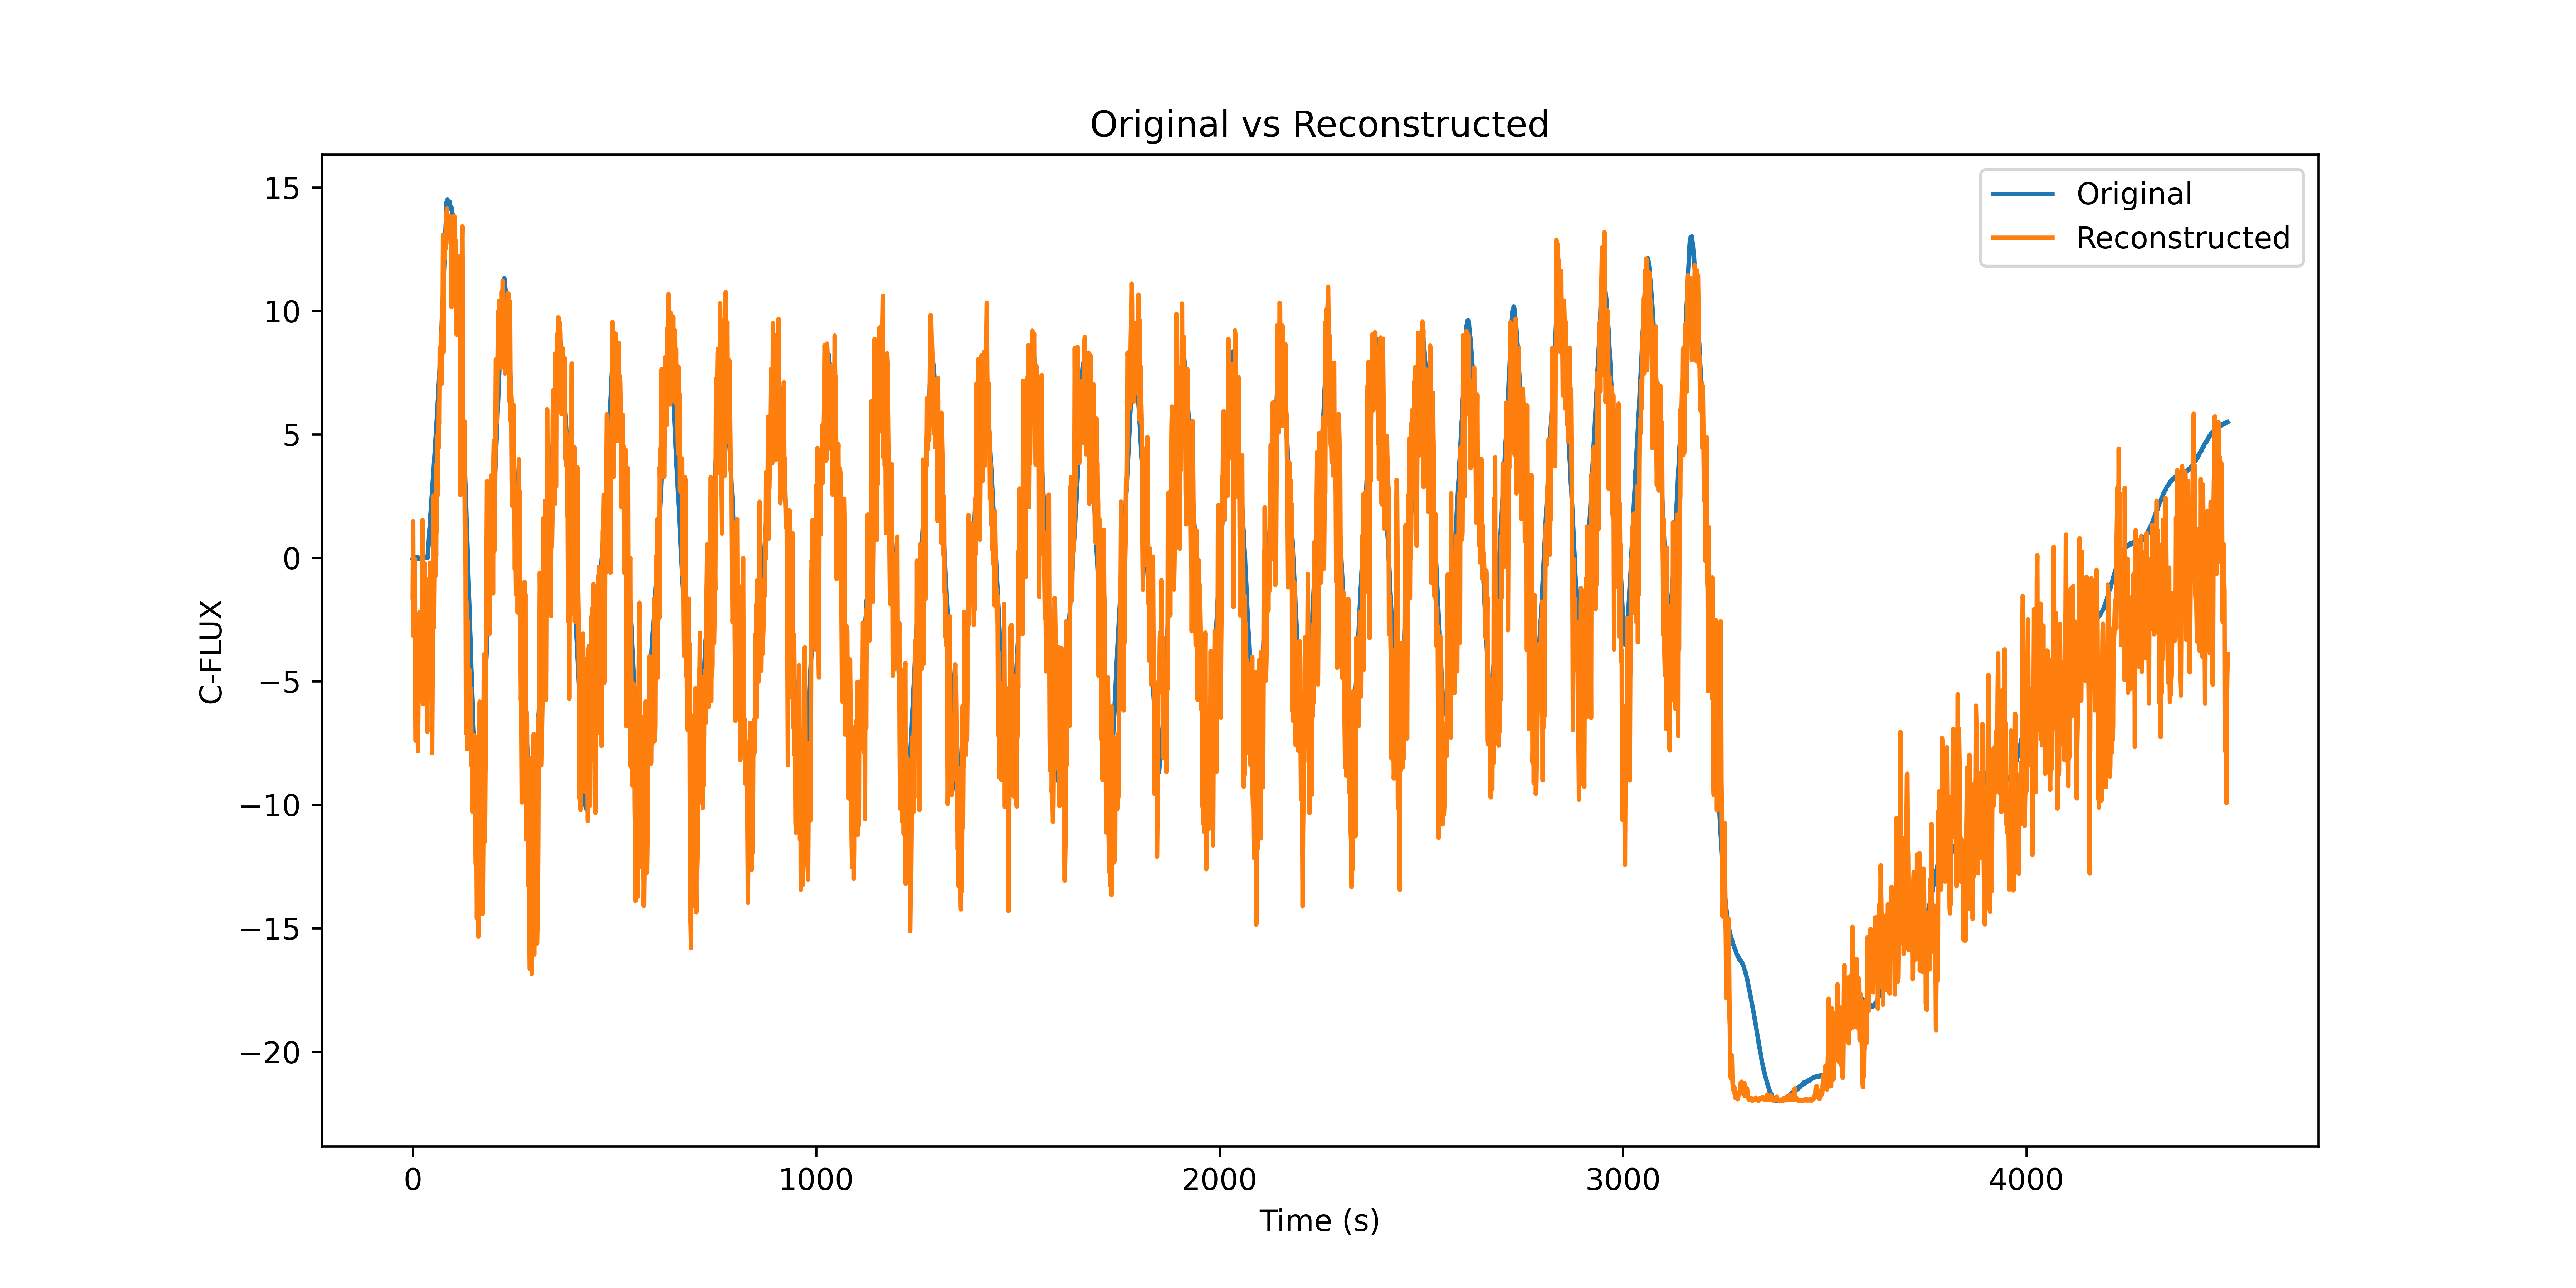 Original vs Reconstructed
Original
Reconstructed
15
10
5
0
−5
−10
−15
−20
C-FLUX
0 1000 2000 3000 4000
Time (s)